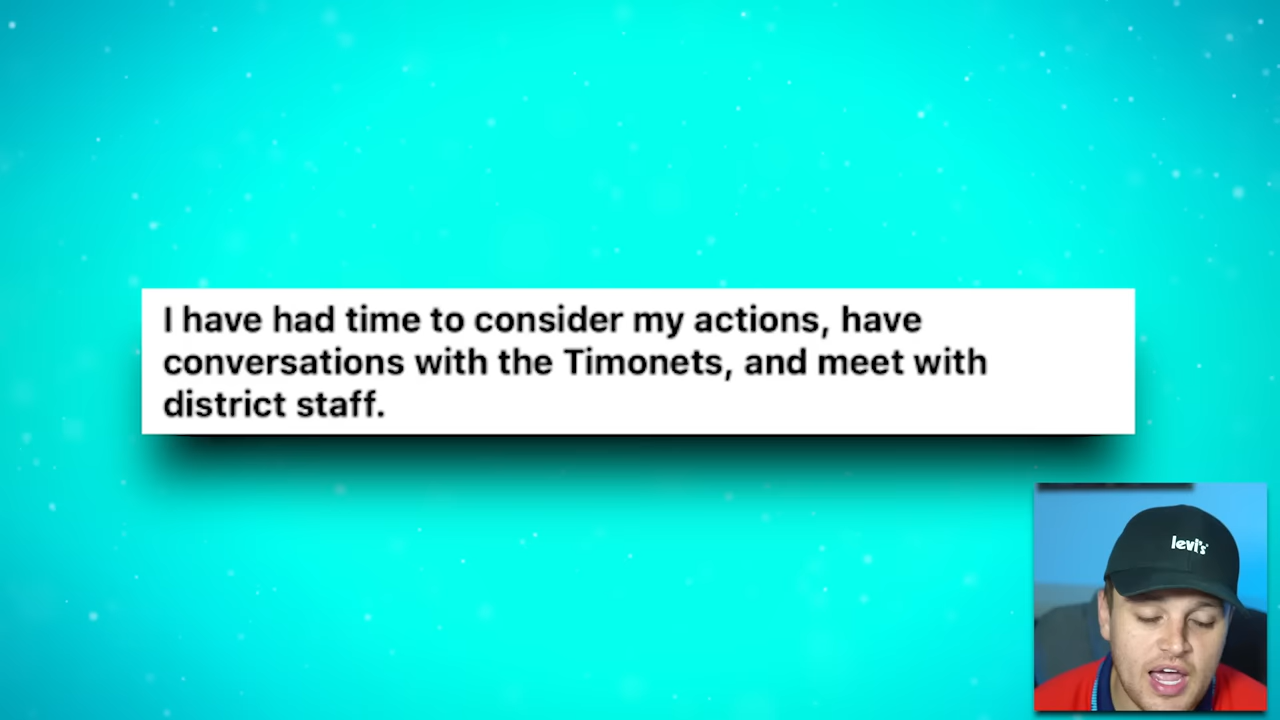 I have had time to consider my actions, have
conversations with the Timonets, and meet with
district staff.
levi's